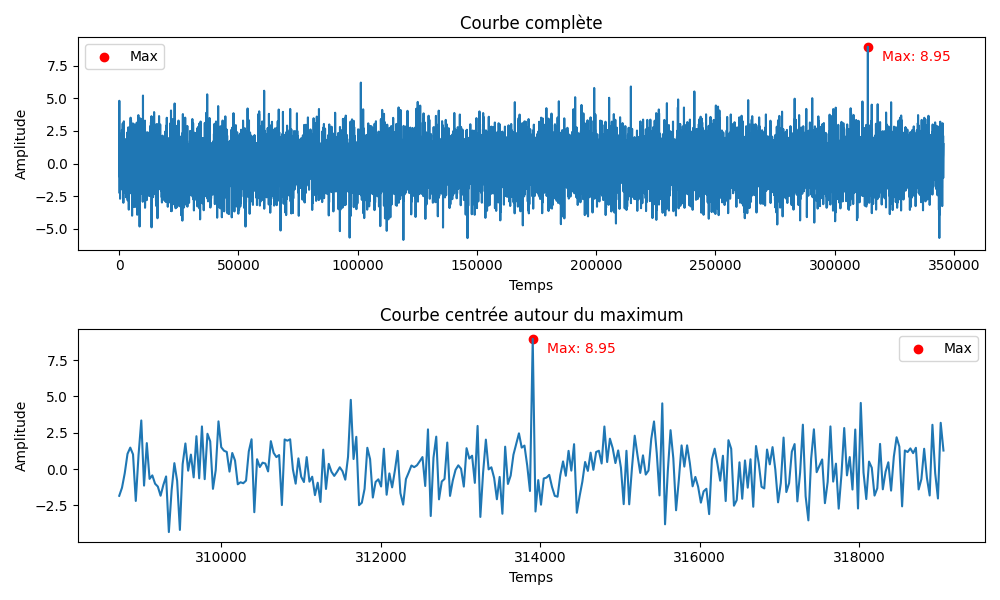 Courbe complète
Amplitude
7.5
5.0
2.5
0.0
−2.5
−5.0
Max
Max: 8.95
0
50000
100000
150000
200000
250000
300000
350000
Temps
Courbe centrée autour du maximum
Amplitude
7.5
5.0
2.5
0.0
−2.5
Max: 8.95
Max
310000
312000
314000
316000
318000
Temps